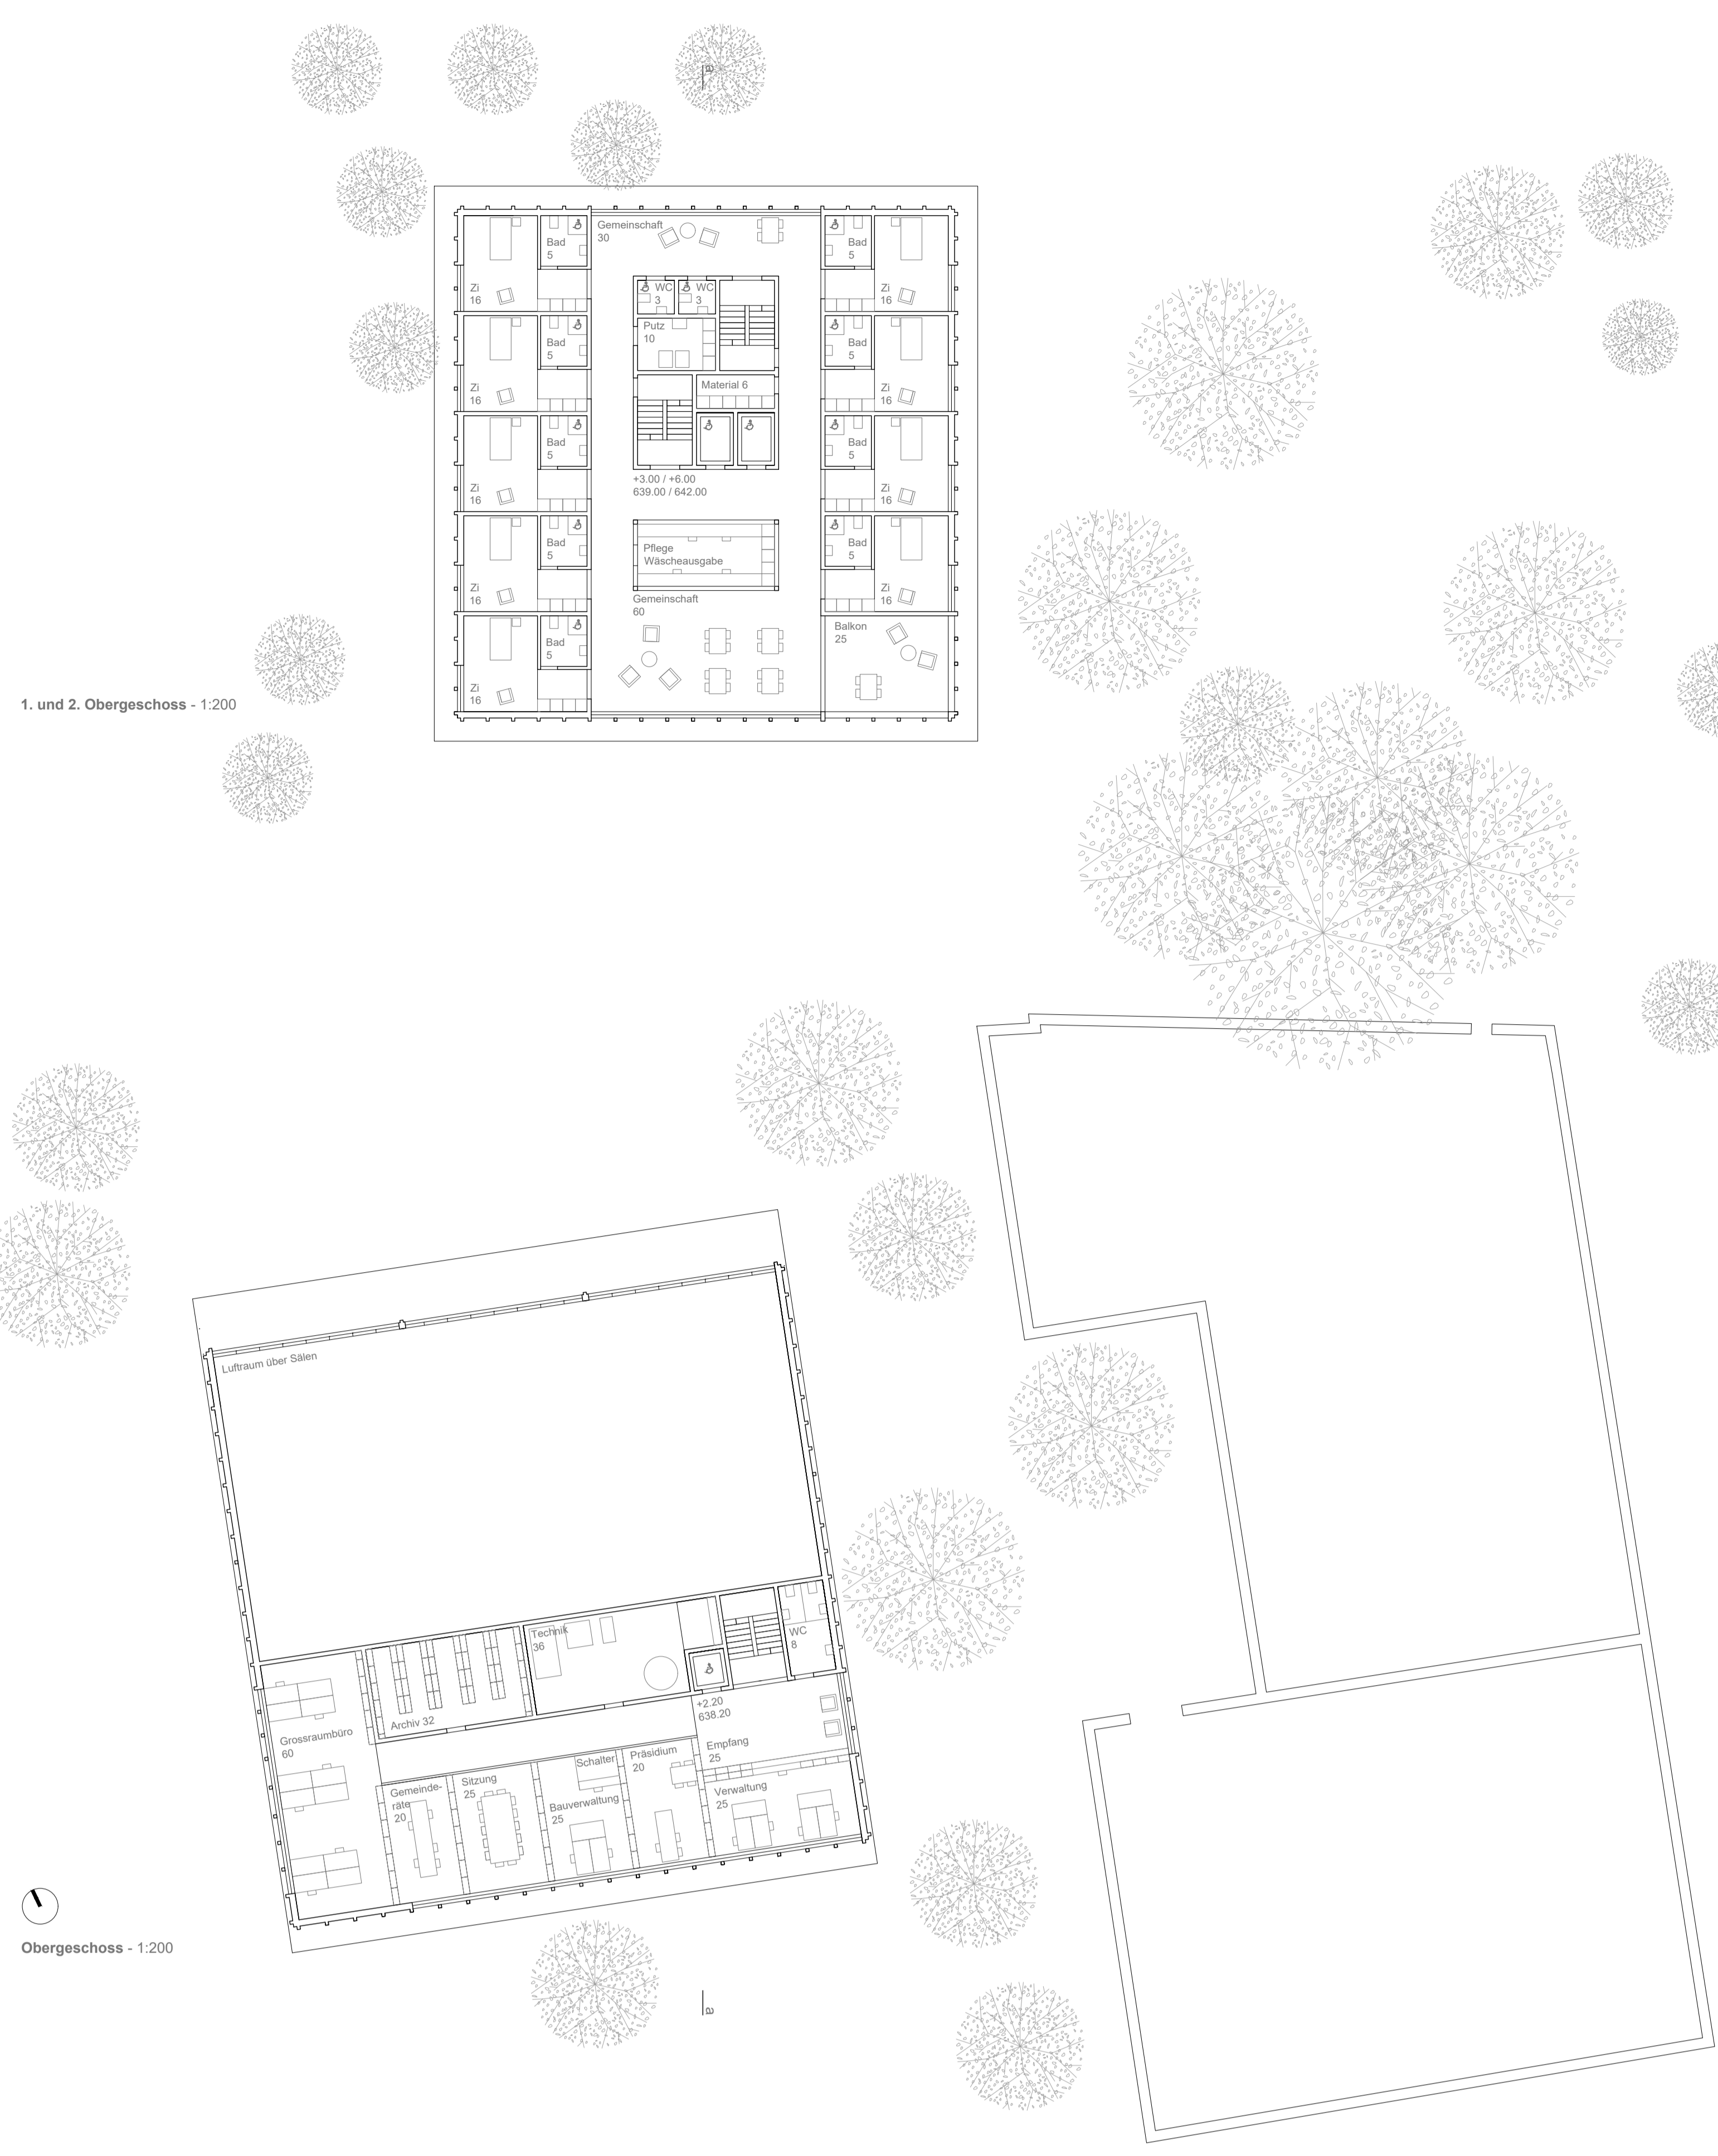 a
Gemeinschaft
30
Bad
5
Zi
16
Bad
5
Zi
16
Bad
5
Zi
16
Bad
5
Zi
16
Bad
5
Zi
16
WC
3
WC
3
Putz
10
Material 6
+3.00 / +6.00
639.00 / 642.00
Pflege
Wäscheausgabe
Gemeinschaft
60
Bad
5
Zi
16
Bad
5
Zi
16
Bad
5
Zi
16
Bad
5
Zi
16
Balkon
25
1. und 2. Obergeschoss - 1:200
Luftraum über Sälen
Technik
36
WC
8
Archiv 32
+2.20
638.20
Grossraumbüro
60
Empfang
25
Schalter
Präsidium
20
Sitzung
25
Gemeinde-
räte
20
Bauverwaltung
25
Verwaltung
25
Obergeschoss - 1:200
a